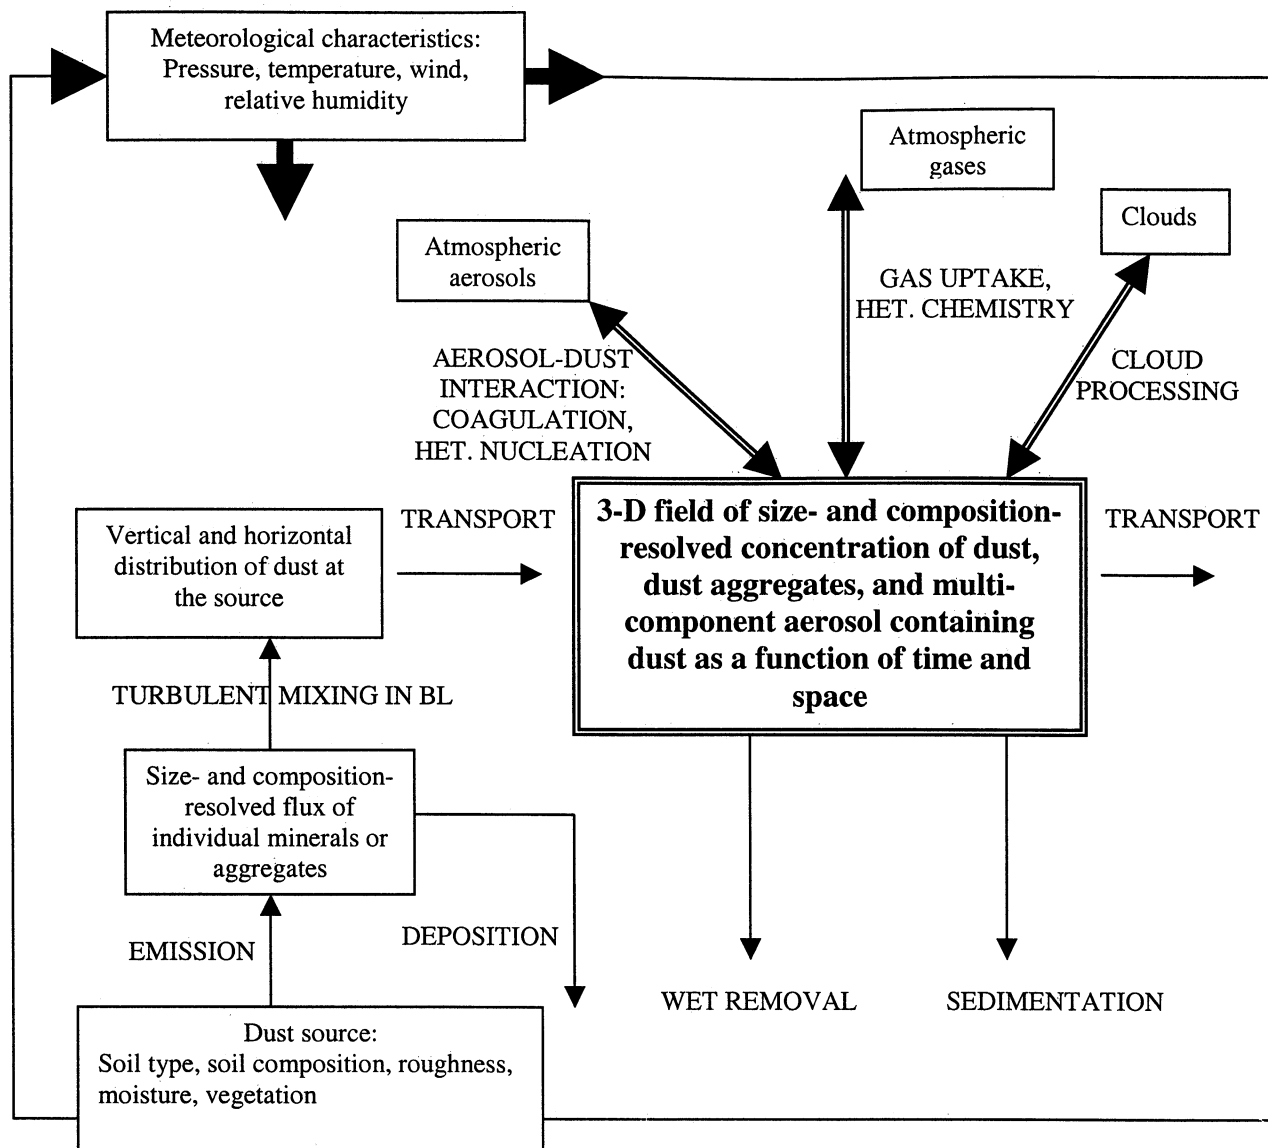 Meteorological characteristics:
Pressure, temperature, wind,
relative humidity
Atmospheric
gases
Clouds
Atmospheric
aerosols
GAS UPTAKE,
HET. CHEMISTRY
AEROSOL-DUST
INTERACTION:
COAGULATION,
HET. NUCLEATION
CLOUD
PROCESSING
Vertical and horizontal
distribution of dust at
the source
TRANSPORT
3-D field of size- and composition-
resolved concentration of dust,
dust aggregates, and multi-
component aerosol containing
dust as a function of time and
space
TRANSPORT
TURBULENT MIXING IN BL
Size- and composition-
resolved flux of
individual minerals or
aggregates
EMISSION
DEPOSITION
WET REMOVAL
SEDIMENTATION
Dust source:
Soil type, soil composition, roughness,
moisture, vegetation